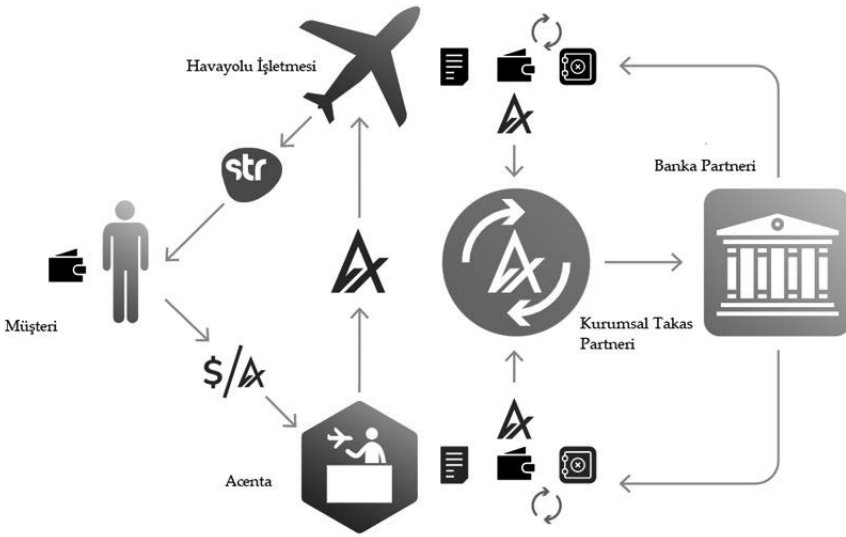 Havayolu İşletmesi
str
Banka Partneri
Müşteri
$/
Kurumsal Takas
Partneri
Acenta